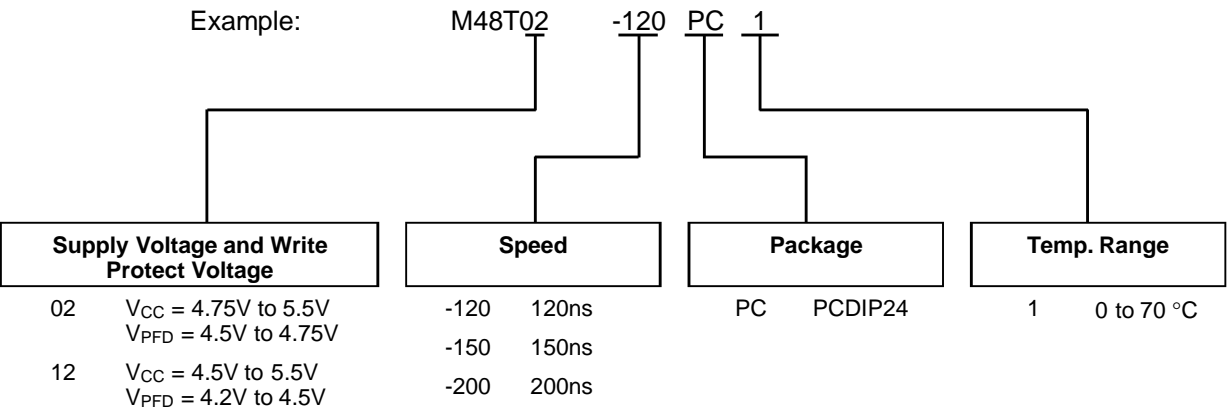 Example: M48T02 -120 PC 1
Supply Voltage and Write
Protect Voltage
Speed
Package
Temp. Range
02 VCC = 4.75V to 5.5V
VPFD = 4.5V to 4.75V
12 VCC = 4.5V to 5.5V
VPFD = 4.2V to 4.5V
-120 120ns
-150 150ns
-200 200ns
PC PCDIP24
1 0 to 70 °C